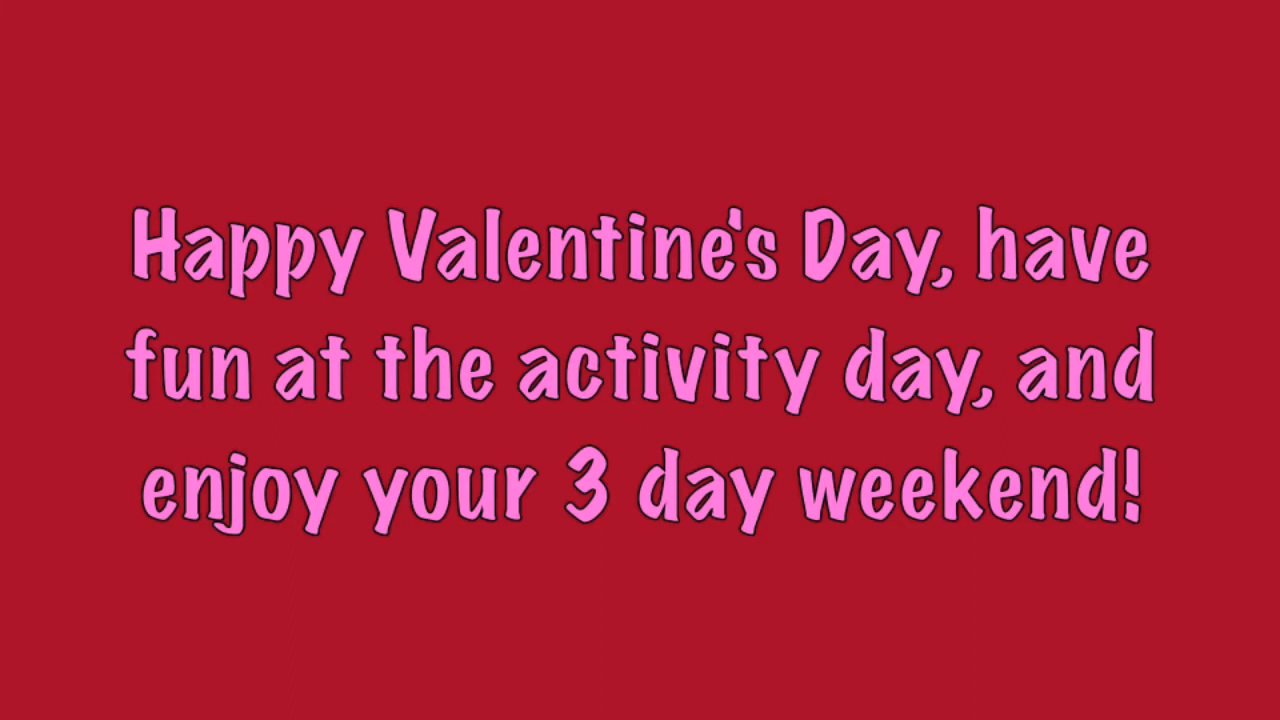 Happy Valentine's Day, have
fun at the activity day, and
enjoy your 3 day weekend!